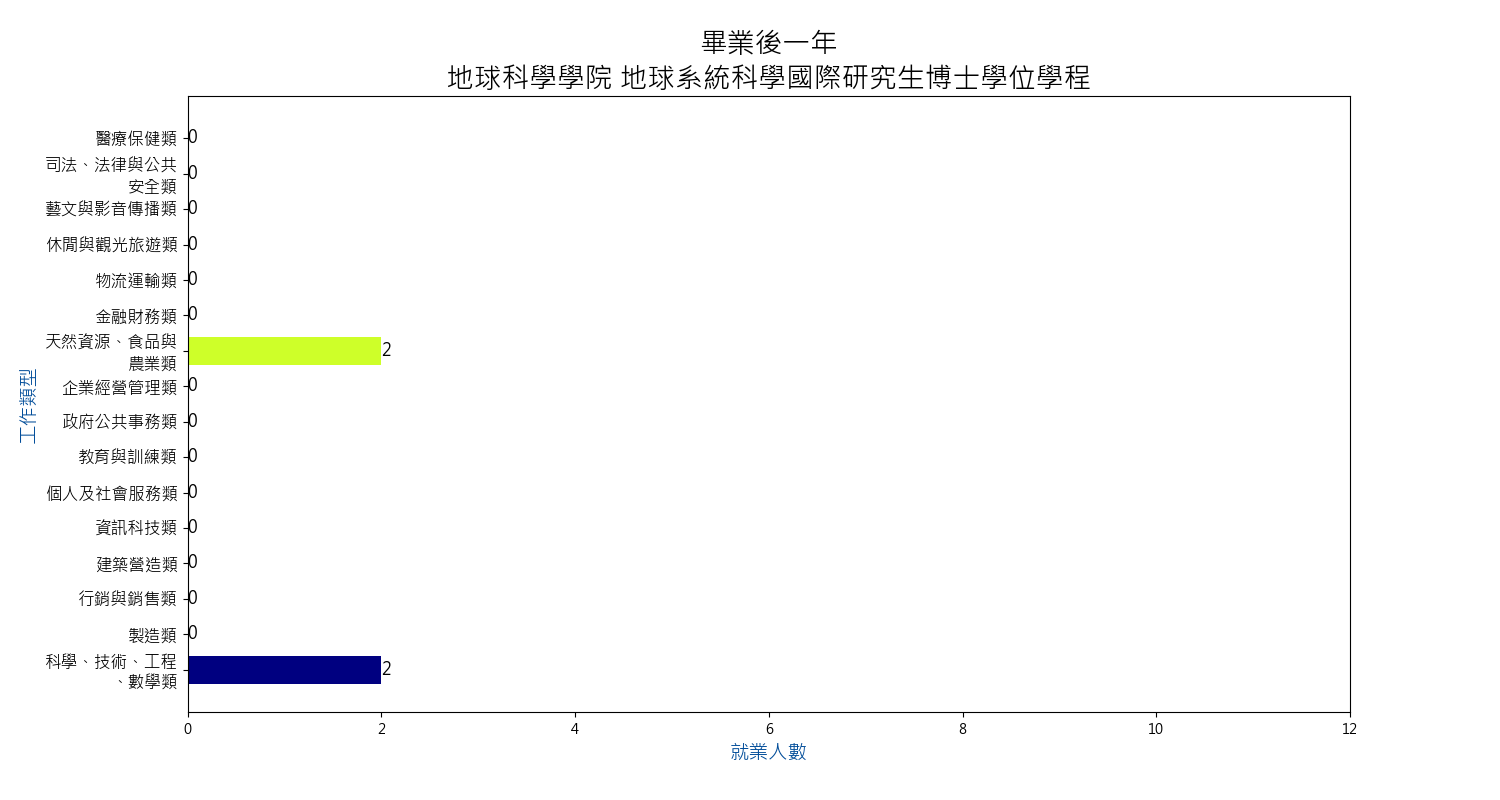 畢業後一年
地球科學學院 地球系統科學國際研究生博士學位學程
醫療保健類 0
司法、法律與公共
安全類 0
藝文與影音傳播類 0
休閒與觀光旅遊類 0
物流運輸類 0
金融財務類 0
天然資源、食品與
農業類 2
企業經營管理類 0
政府公共事務類 0
教育與訓練類 0
個人及社會服務類 0
資訊科技類 0
建築營造類 0
行銷與銷售類 0
製造類 0
科學、技術、工程
、數學類 2
工作類型
0 2 4 6 8 10 12
就業人數